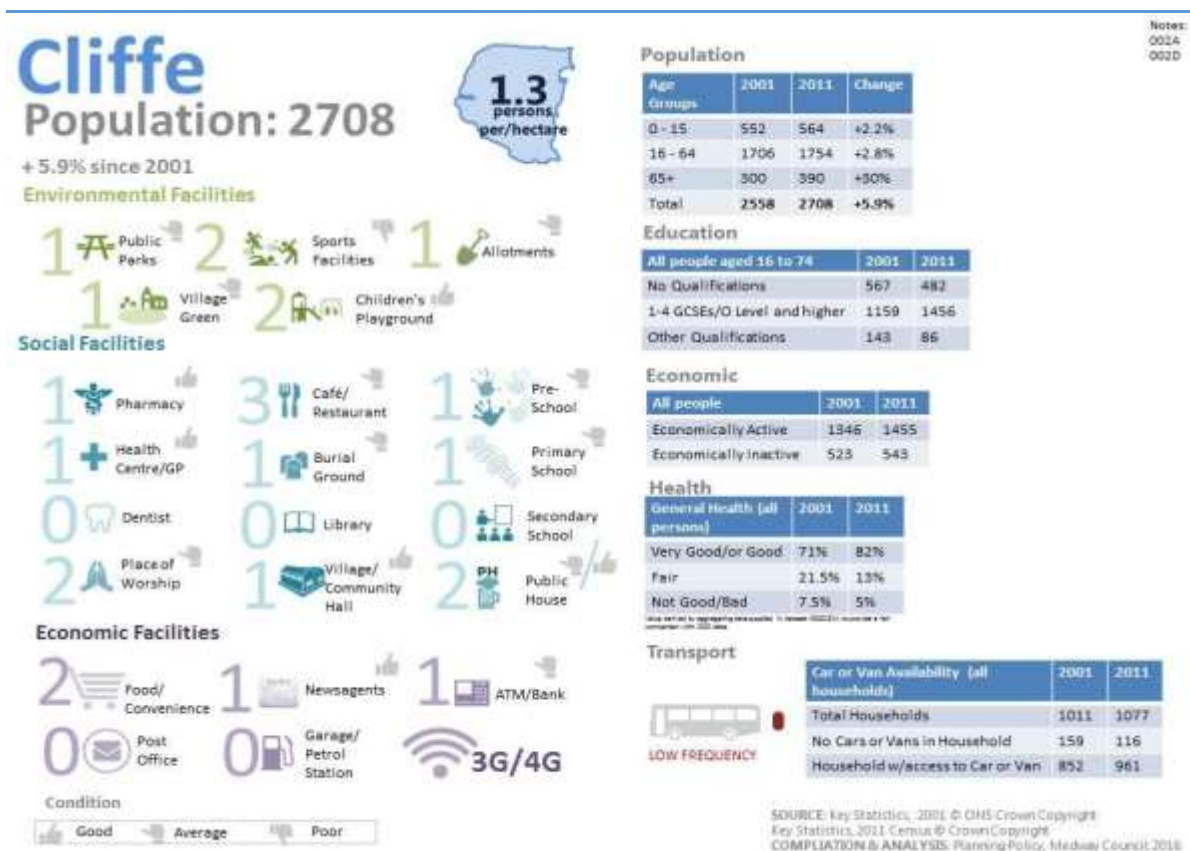 Notes:
002A
002D
Cliffe
Population: 2708
+ 5.9% since 2001
1.3
persons
per/hectare
Environmental Facilities
1 Public Parks
2 Sports Facilities
1 Allotments
1 Village Green
2 Children's Playground
Social Facilities
1 Pharmacy
3 Café/ Restaurant
1 Pre-School
1 Health Centre/GP
1 Burial Ground
1 Primary School
0 Dentist
0 Library
0 Secondary School
2 Place of Worship
1 Village/ Community Hall
2 PH Public House
Economic Facilities
2 Food/ Convenience
1 Newsagents
1 ATM/Bank
0 Post Office
0 Garage/ Petrol Station
3G/4G
Condition
Good Average Poor
Population
Age Groups 2001 2011 Change
0 - 15 552 564 +2.2%
16 - 64 1706 1754 +2.8%
65+ 300 390 +30%
Total 2558 2708 +5.9%
Education
All people aged 16 to 74 2001 2011
No Qualifications 567 482
1-4 GCSEs/O Level and higher 1159 1456
Other Qualifications 143 86
Economic
All people 2001 2011
Economically Active 1346 1455
Economically Inactive 523 543
Health
General Health (all persons) 2001 2011
Very Good/or Good 71% 82%
Fair 21.5% 13%
Not Good/Bad 7.5% 5%
Transport
LOW FREQUENCY
Car or Van Availability (all households) 2001 2011
Total Households 1011 1077
No Cars or Vans in Household 159 116
Household w/access to Car or Van 852 961
SOURCE: Key Statistics, 2001 © ONS Crown Copyright
Key Statistics, 2011 Census © Crown Copyright
COMPLIATION & ANALYSIS: Planning Policy, Medway Council 2016